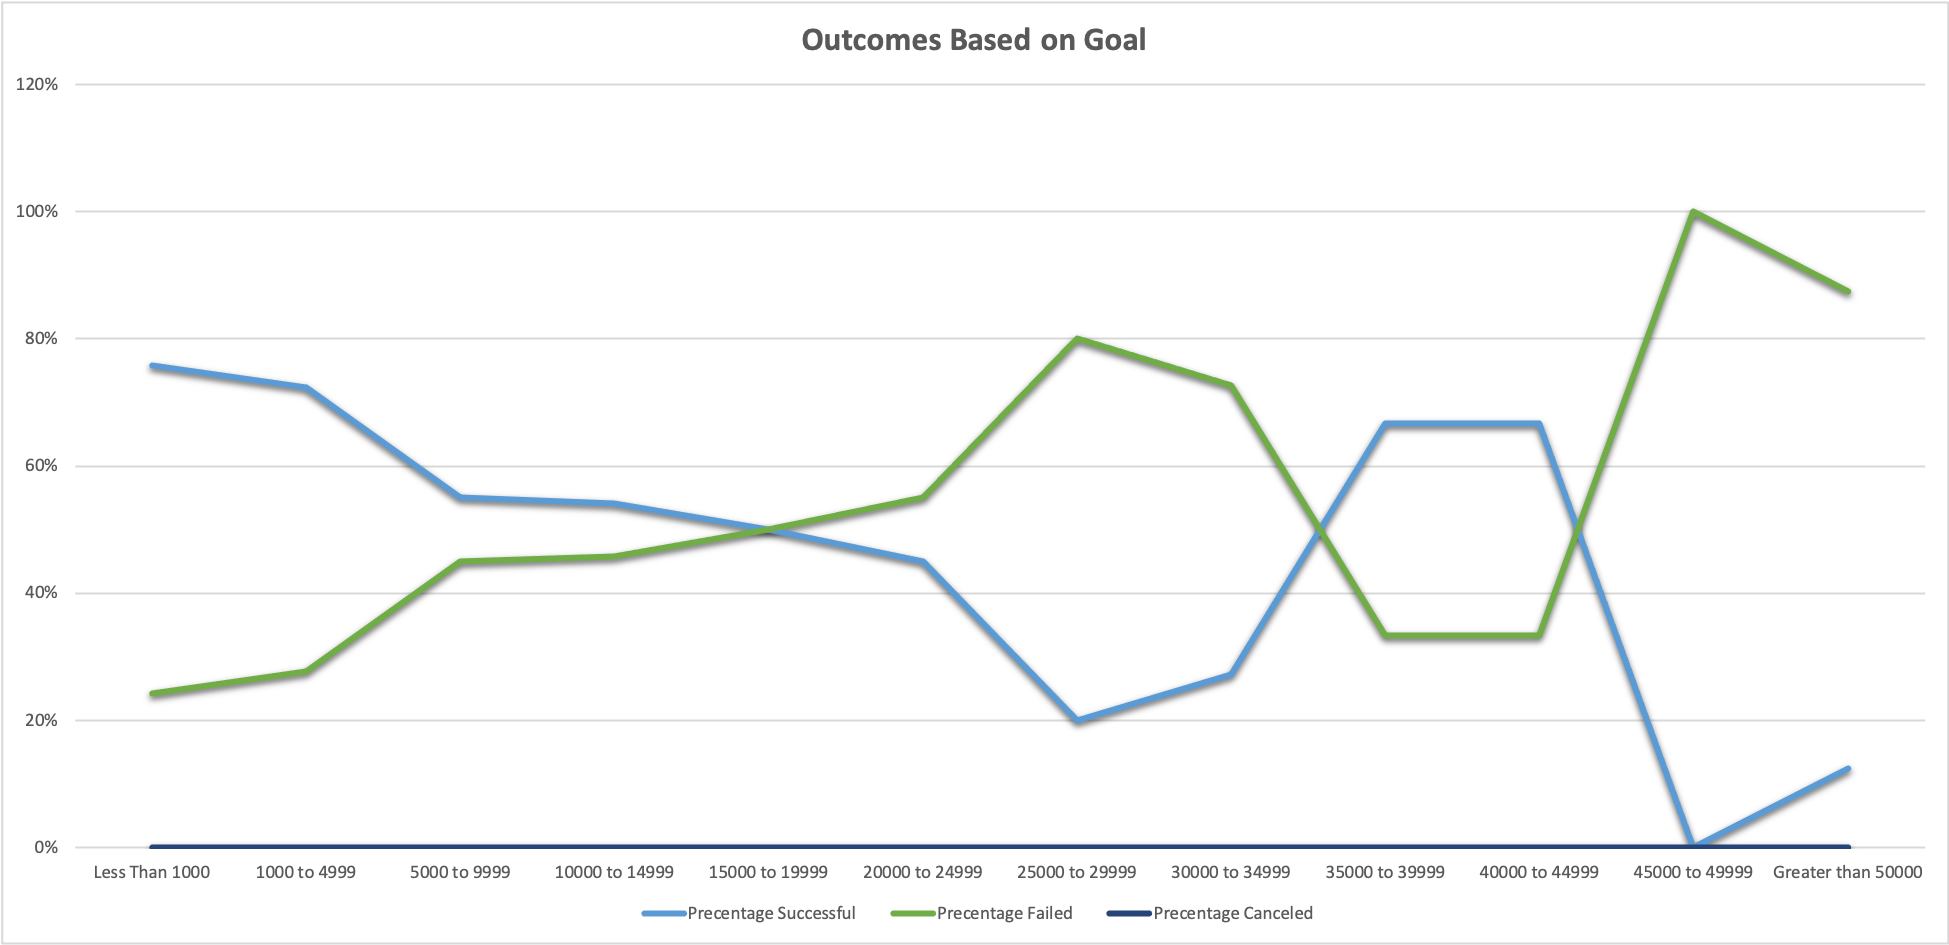 Outcomes Based on Goal
120%
100%
80%
60%
40%
20%
0%
Less Than 1000 1000 to 4999 5000 to 9999 10000 to 14999 15000 to 19999 20000 to 24999 25000 to 29999 30000 to 34999 35000 to 39999 40000 to 44999 45000 to 49999 Greater than 50000
Precentage Successful Precentage Failed Precentage Canceled